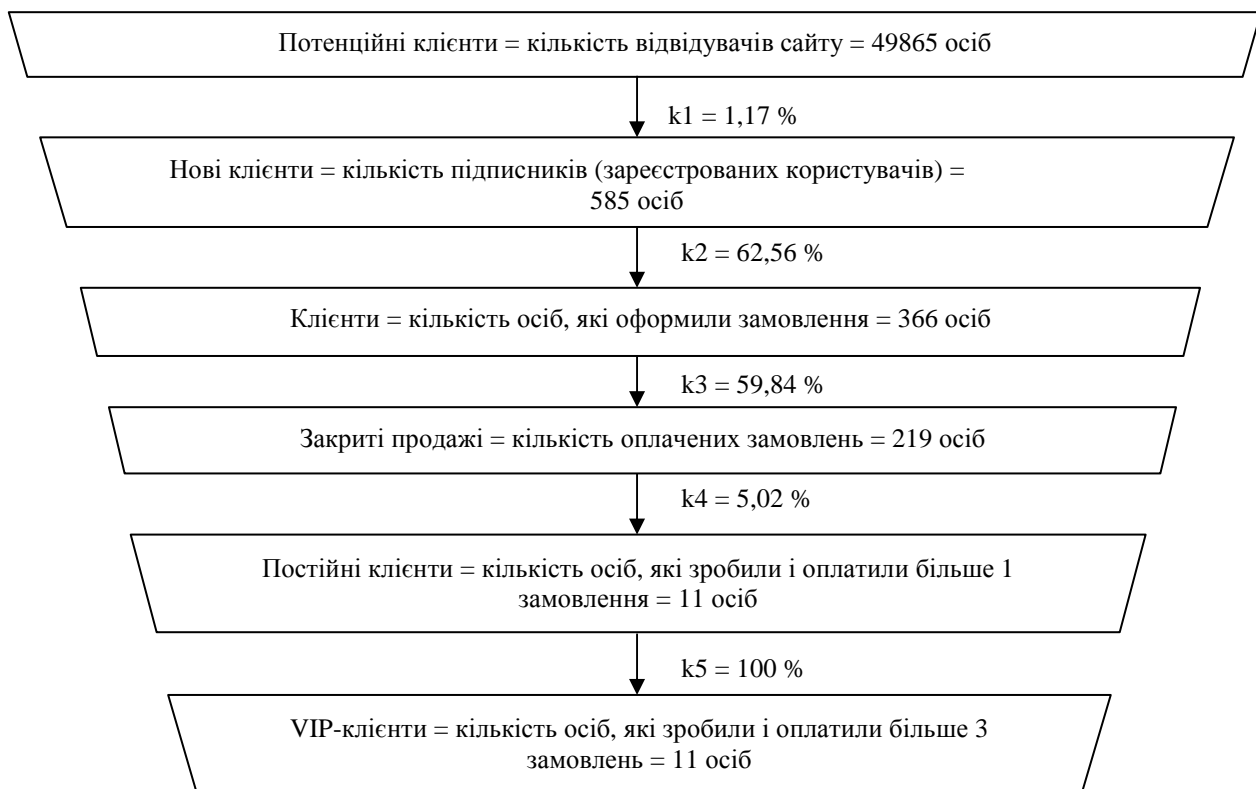 Потенційні клієнти = кількість відвідувачів сайту = 49865 осіб
k1 = 1,17 %
Нові клієнти = кількість підписників (зареєстрованих користувачів) =
585 осіб
k2 = 62,56 %
Клієнти = кількість осіб, які оформили замовлення = 366 осіб
k3 = 59,84 %
Закриті продажі = кількість оплачених замовлень = 219 осіб
k4 = 5,02 %
Постійні клієнти = кількість осіб, які зробили і оплатили більше 1
замовлення = 11 осіб
k5 = 100 %
VIP-клієнти = кількість осіб, які зробили і оплатили більше 3
замовлень = 11 осіб